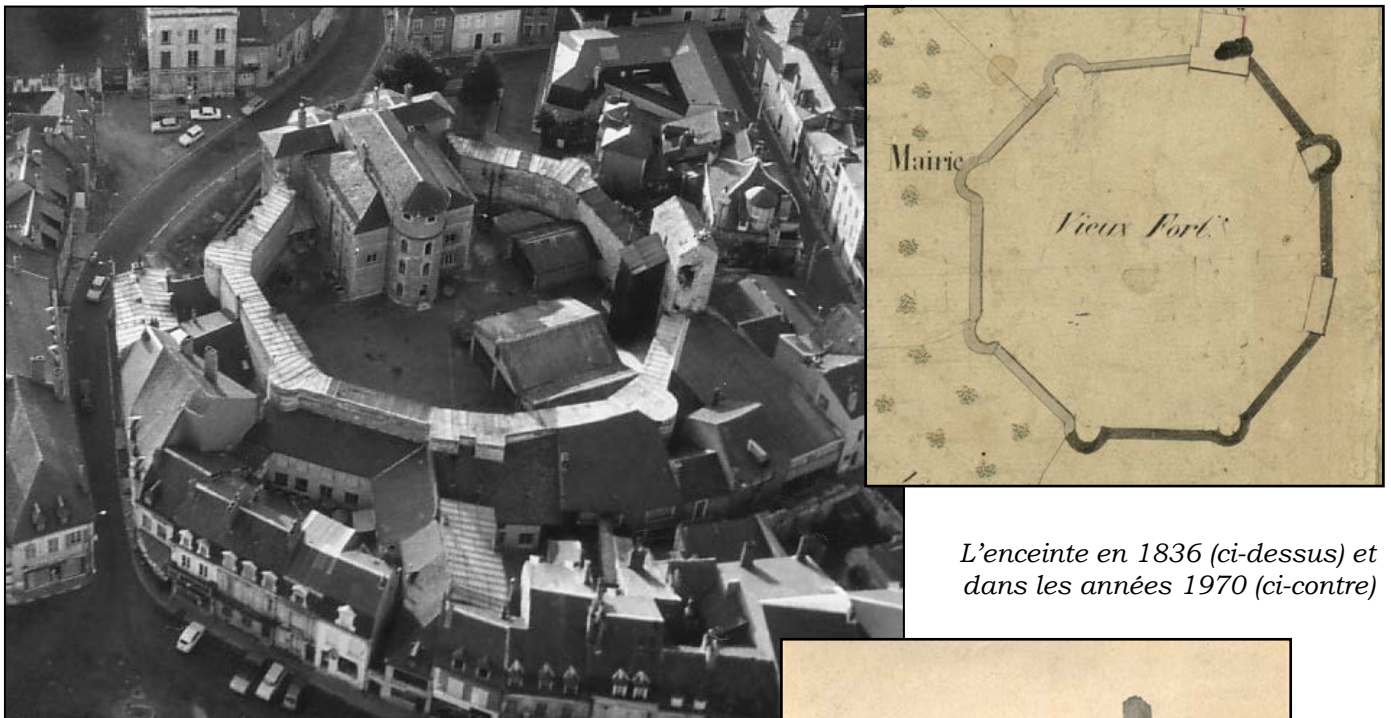 Mairie
Vieux Fort
L'enceinte en 1836 (ci-dessus) et
dans les années 1970 (ci-contre)